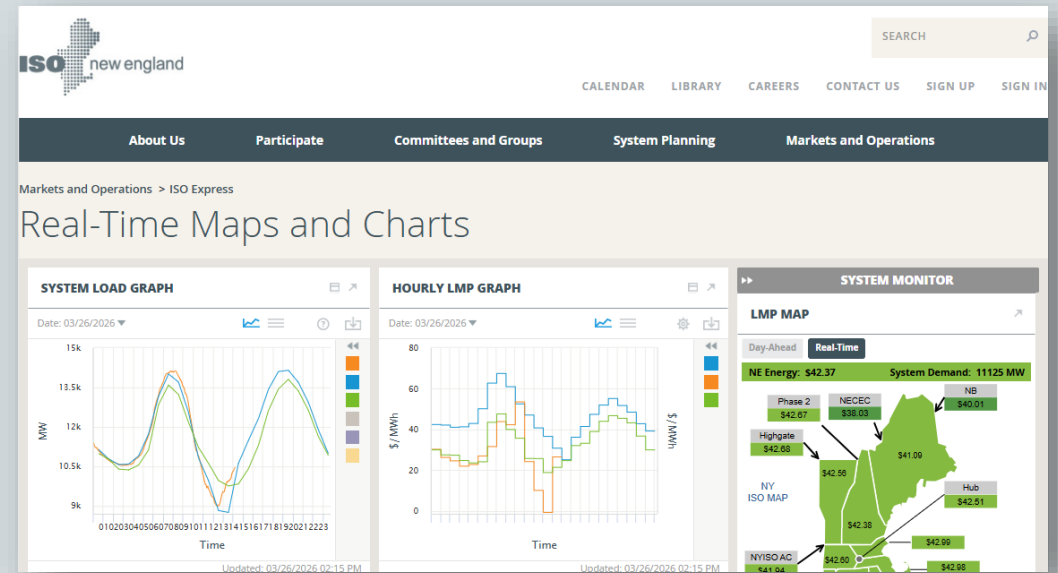 ISO new england
SEARCH
CALENDAR LIBRARY CAREERS CONTACT US SIGN UP SIGN IN
About Us Participate Committees and Groups System Planning Markets and Operations
Markets and Operations > ISO Express
Real-Time Maps and Charts
SYSTEM LOAD GRAPH
Date: 03/26/2026
15k
13.5k
12k
10.5k
9k
MW
0102030405060708091011121314151617181920212223
Time
Updated: 03/26/2026 02:15 PM
HOURLY LMP GRAPH
Date: 03/26/2026
80
60
40
20
0
$/MWh
$/MWh
Time
Updated: 03/26/2026 02:15 PM
SYSTEM MONITOR
LMP MAP
Day-Ahead Real-Time
NE Energy: $42.37 System Demand: 11125 MW
NB
$40.01
Phase 2
$42.67
NECEC
$38.03
Highgate
$42.68
$41.09
$42.56
NY
ISO MAP
Hub
$42.51
$42.38
$42.99
NYISO AC
$41.94
$42.60
$42.98